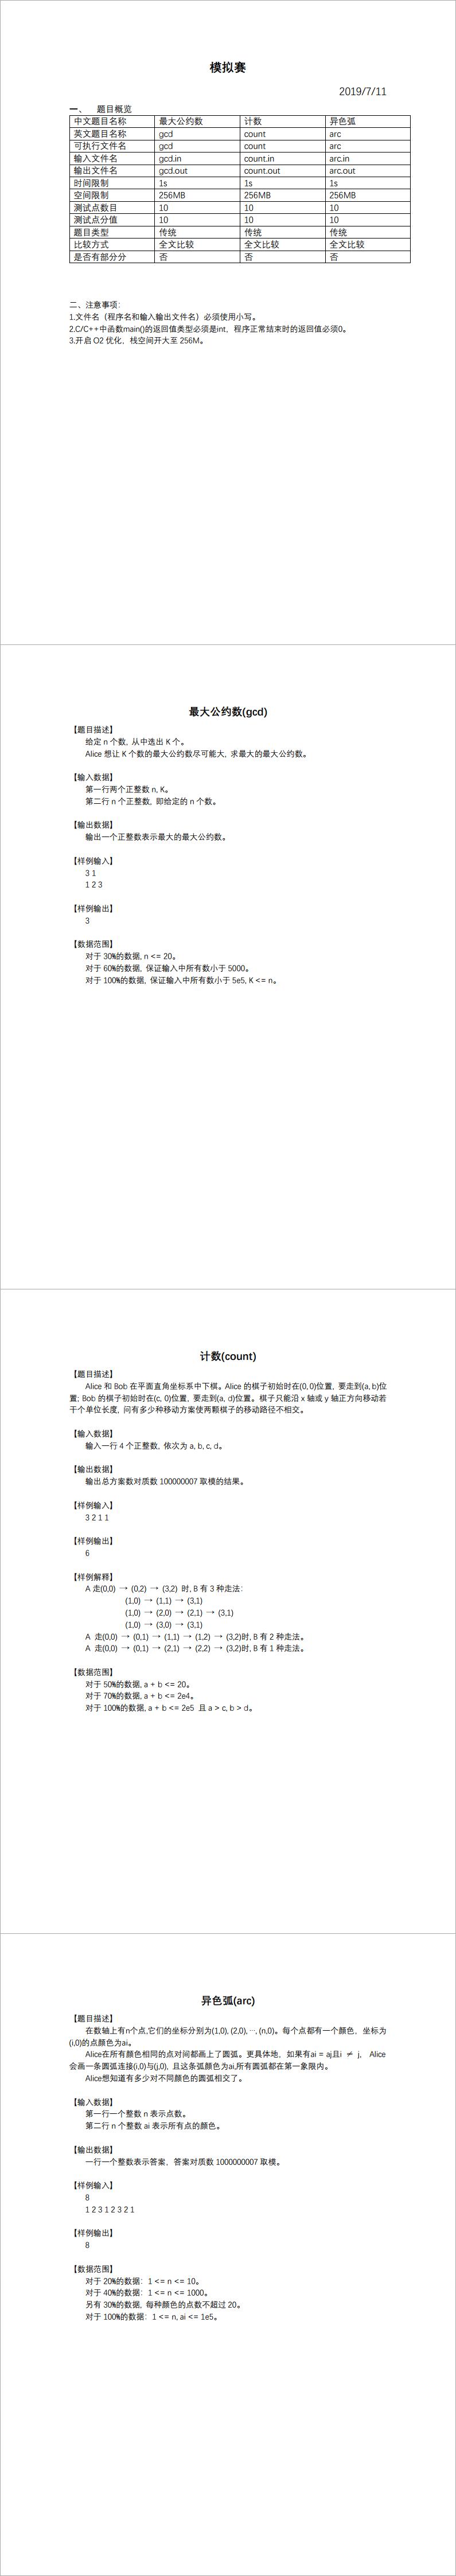 模拟赛
2019/7/11
一、 题目概览
中文题目名称 最大公约数 计数 异色弧
英文题目名称 gcd count arc
可执行文件名 gcd count arc
输入文件名 gcd.in count.in arc.in
输出文件名 gcd.out count.out arc.out
时间限制 1s 1s 1s
空间限制 256MB 256MB 256MB
测试点数目 10 10 10
测试点分值 10 10 10
题目类型 传统 传统 传统
比较方式 全文比较 全文比较 全文比较
是否有部分分 否 否 否
二、注意事项:
1.文件名（程序名和输入输出文件名）必须使用小写。
2.C/C++中函数main()的返回值类型必须是int，程序正常结束时的返回值必须0。
3.开启 O2 优化，栈空间开大至 256M。
最大公约数(gcd)
【题目描述】
给定 n 个数, 从中选出 K 个。
Alice 想让 K 个数的最大公约数尽可能大, 求最大的最大公约数。
【输入数据】
第一行两个正整数 n, K。
第二行 n 个正整数, 即给定的 n 个数。
【输出数据】
输出一个正整数表示最大的最大公约数。
【样例输入】
3 1
1 2 3
【样例输出】
3
【数据范围】
对于 30%的数据, n <= 20。
对于 60%的数据, 保证输入中所有数小于 5000。
对于 100%的数据, 保证输入中所有数小于 5e5, K <= n。
计数(count)
【题目描述】
Alice 和 Bob 在平面直角坐标系中下棋。Alice 的棋子初始时在(0, 0)位置, 要走到(a, b)位
置; Bob 的棋子初始时在(c, 0)位置, 要走到(a, d)位置。棋子只能沿 x 轴或 y 轴正方向移动若
干个单位长度, 问有多少种移动方案使两颗棋子的移动路径不相交。
【输入数据】
输入一行 4 个正整数, 依次为 a, b, c, d。
【输出数据】
输出总方案数对质数 100000007 取模的结果。
【样例输入】
3 2 1 1
【样例输出】
6
【样例解释】
A 走(0,0) → (0,2) → (3,2) 时, B 有 3 种走法:
(1,0) → (1,1) → (3,1)
(1,0) → (2,0) → (2,1) → (3,1)
(1,0) → (3,0) → (3,1)
A 走(0,0) → (0,1) → (1,1) → (1,2) → (3,2)时, B 有 2 种走法。
A 走(0,0) → (0,1) → (2,1) → (2,2) → (3,2)时, B 有 1 种走法。
【数据范围】
对于 50%的数据, a + b <= 20。
对于 70%的数据, a + b <= 2e4。
对于 100%的数据, a + b <= 2e5 且 a > c, b > d。
异色弧(arc)
【题目描述】
在数轴上有n个点,它们的坐标分别为(1,0), (2,0), …, (n,0)。每个点都有一个颜色，坐标为
(i,0)的点颜色为ai。
Alice在所有颜色相同的点对间都画上了圆弧。更具体地，如果有ai = aj且i ≠ j, Alice
会画一条圆弧连接(i,0)与(j,0), 且这条弧颜色为ai,所有圆弧都在第一象限内。
Alice想知道有多少对不同颜色的圆弧相交了。
【输入数据】
第一行一个整数 n 表示点数。
第二行 n 个整数 ai 表示所有点的颜色。
【输出数据】
一行一个整数表示答案，答案对质数 1000000007 取模。
【样例输入】
8
1 2 3 1 2 3 2 1
【样例输出】
8
【数据范围】
对于 20%的数据：1 <= n <= 10。
对于 40%的数据：1 <= n <= 1000。
另有 30%的数据, 每种颜色的点数不超过 20。
对于 100%的数据：1 <= n, ai <= 1e5。